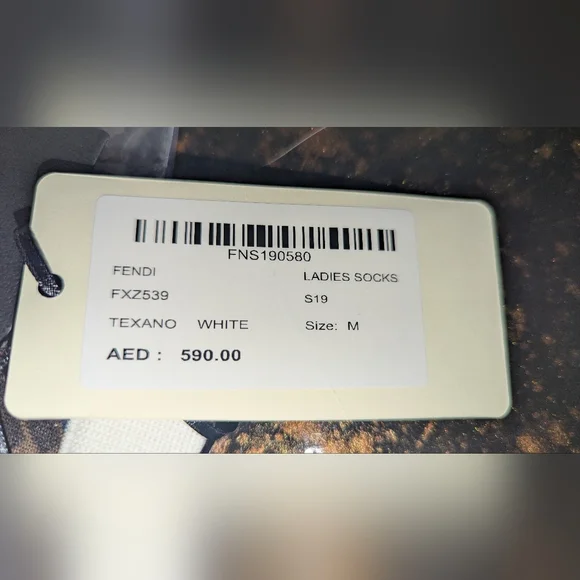 FNS190580
FENDI LADIES SOCKS
FXZ539 S19
TEXANO WHITE Size: M
AED : 590.00